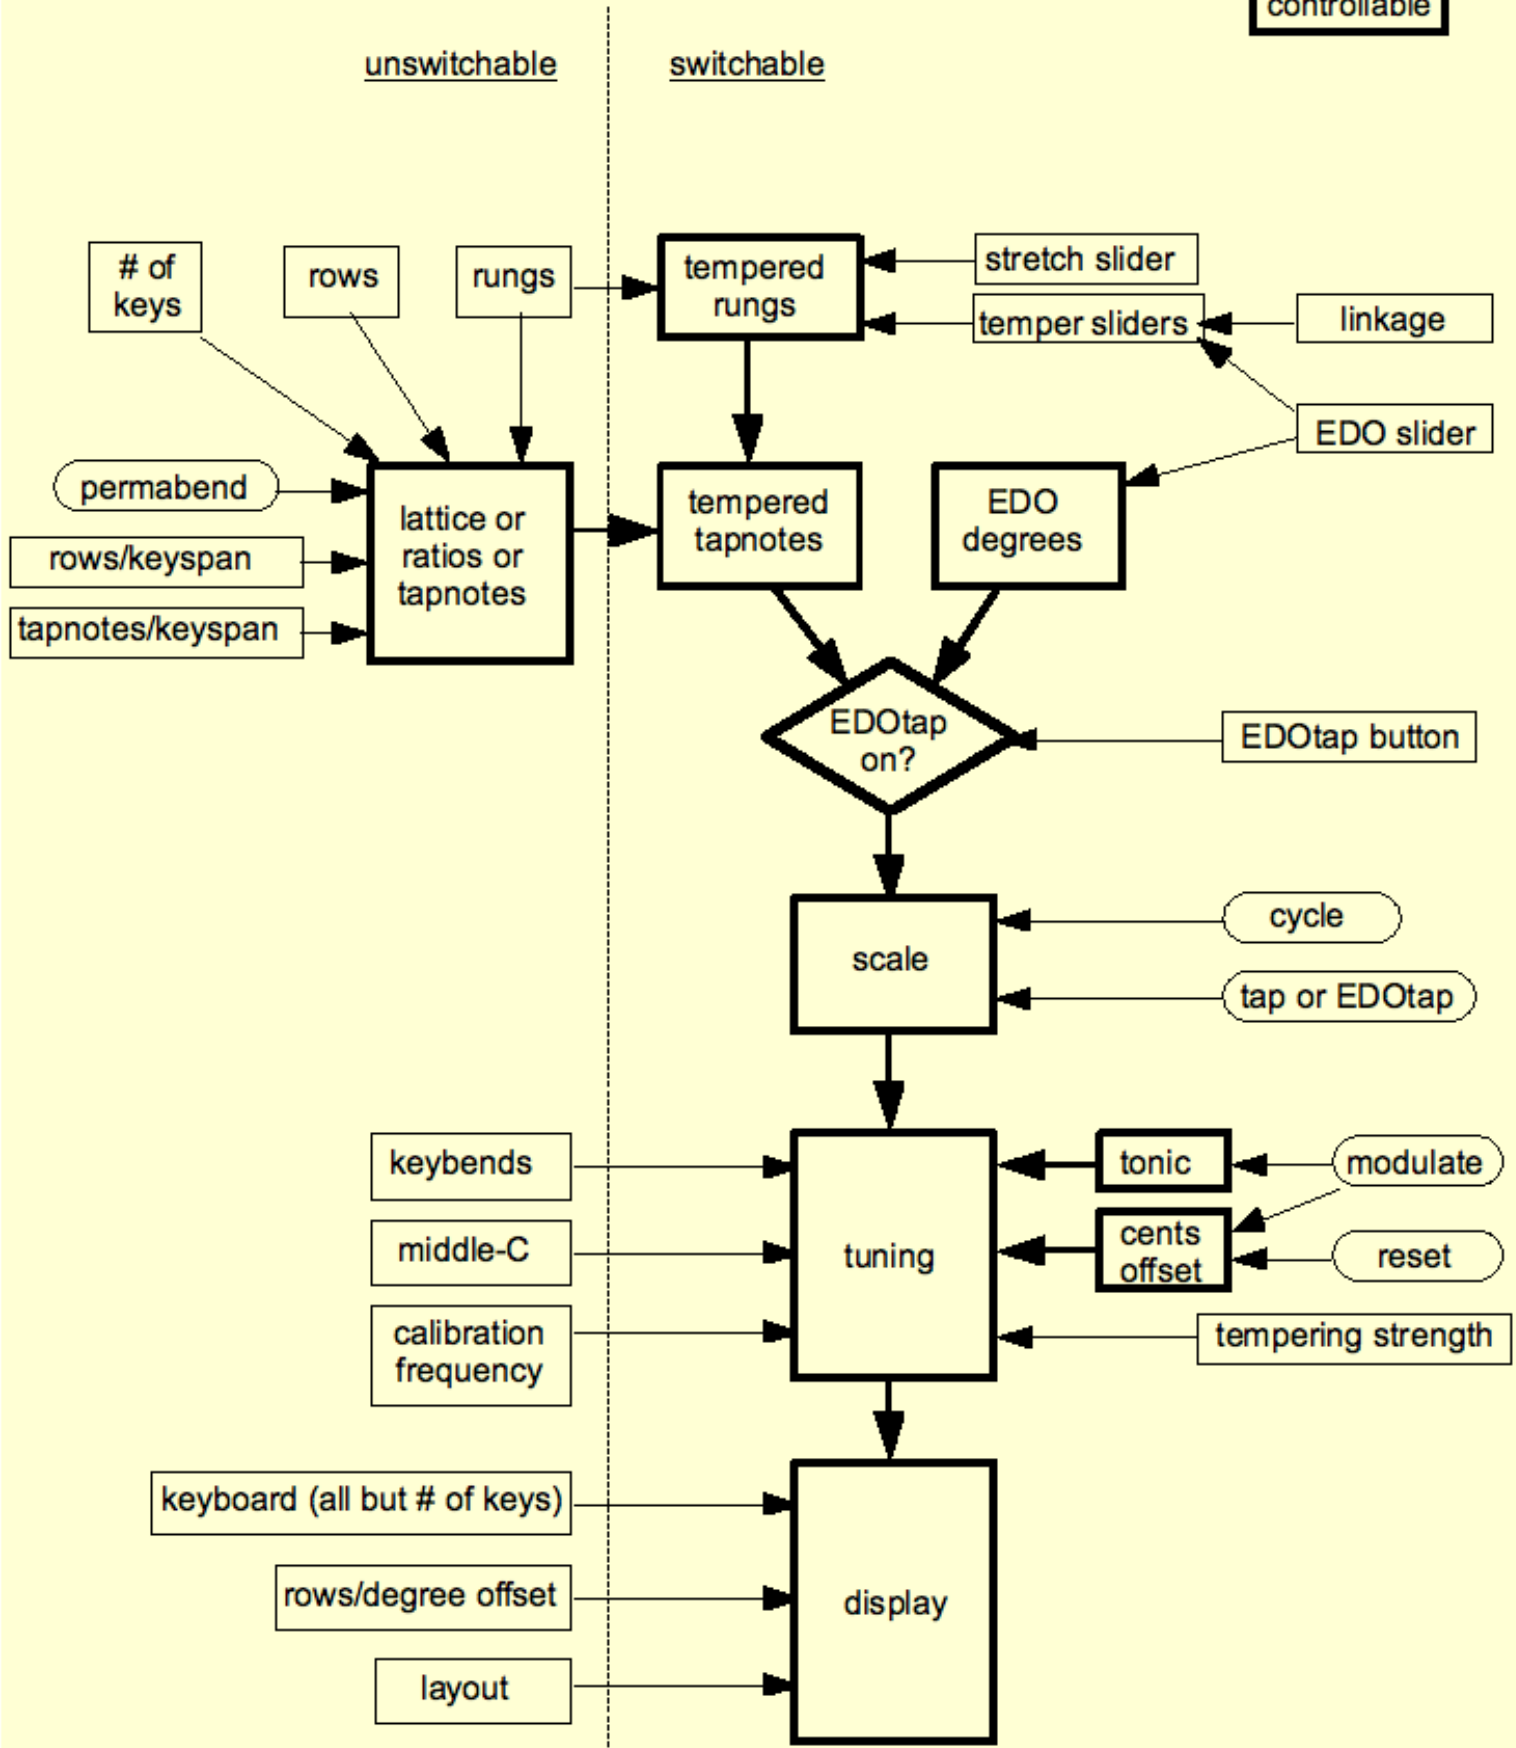 controllable
unswitchable
switchable
# of
keys
rows
rungs
tempered
rungs
stretch slider
temper sliders
linkage
EDO slider
permabend
rows/keyspan
tapnotes/keyspan
lattice or
ratios or
tapnotes
tempered
tapnotes
EDO
degrees
EDOtap
on?
EDOtap button
scale
cycle
tap or EDOtap
keybends
middle-C
calibration
frequency
tuning
tonic
cents
offset
modulate
reset
tempering strength
keyboard (all but # of keys)
rows/degree offset
layout
display